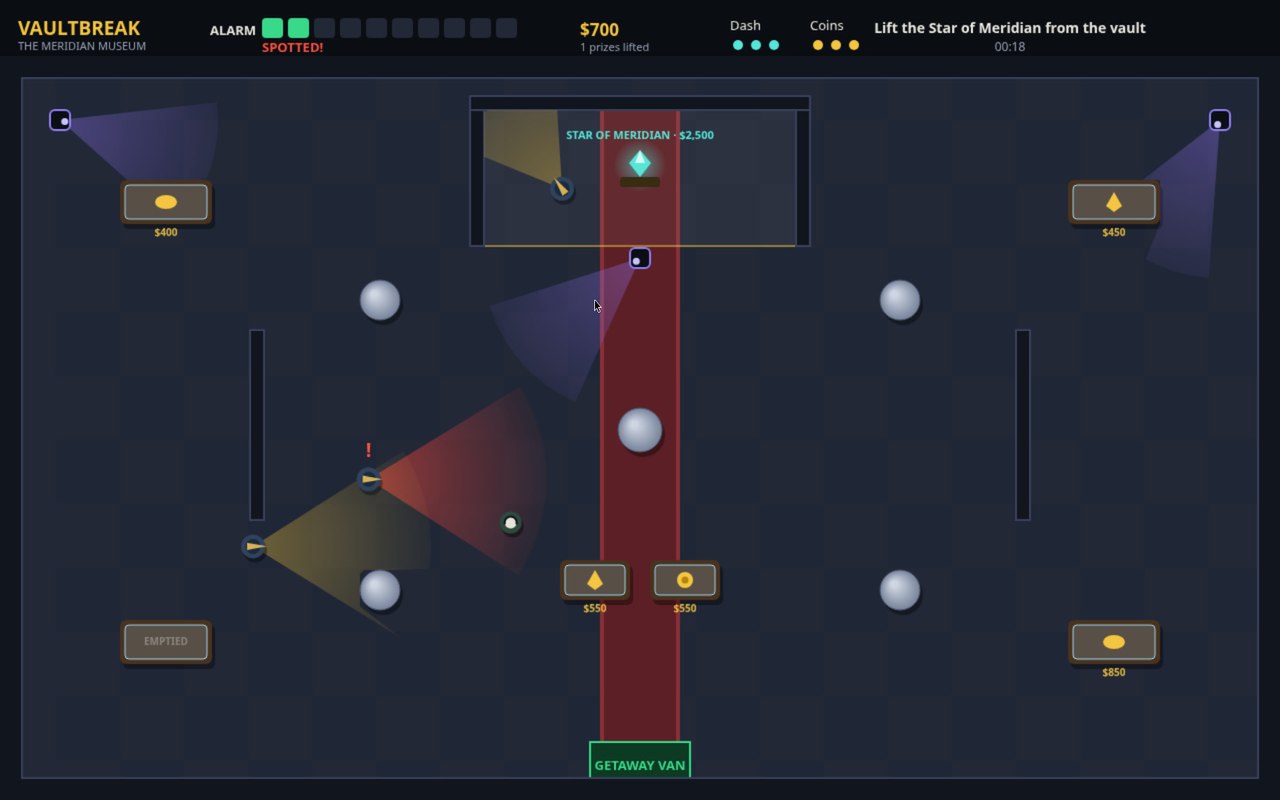 VAULTBREAK
THE MERIDIAN MUSEUM
ALARM
SPOTTED!
$700
1 prizes lifted
Dash
Coins
Lift the Star of Meridian from the vault
00:18
STAR OF MERIDIAN · $2,500
$400
$450
!
$550
$550
EMPTIED
$850
GETAWAY VAN